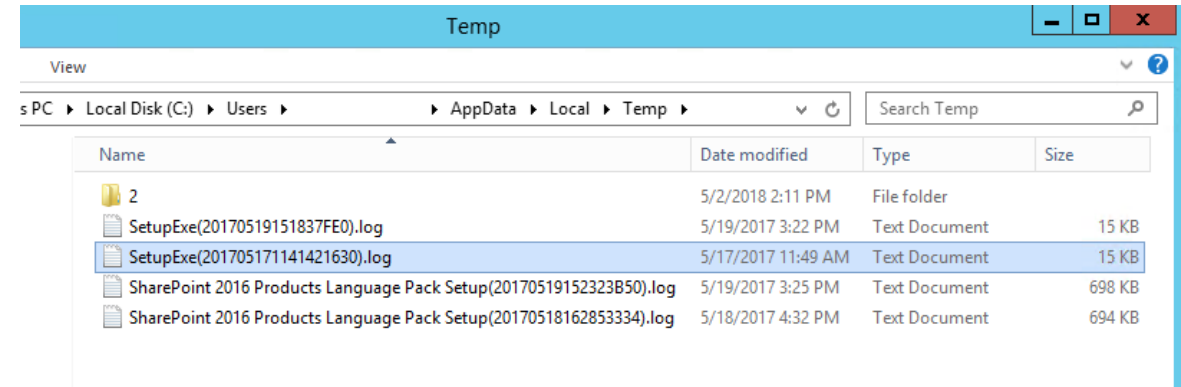 Temp
View
s PC Local Disk (C:) Users AppData Local Temp Search Temp
Name Date modified Type Size
2 5/2/2018 2:11 PM File folder
SetupExe(20170519151837FE0).log 5/19/2017 3:22 PM Text Document 15 KB
SetupExe(201705171141421630).log 5/17/2017 11:49 AM Text Document 15 KB
SharePoint 2016 Products Language Pack Setup(20170519152323B50).log 5/19/2017 3:25 PM Text Document 698 KB
SharePoint 2016 Products Language Pack Setup(20170518162853334).log 5/18/2017 4:32 PM Text Document 694 KB